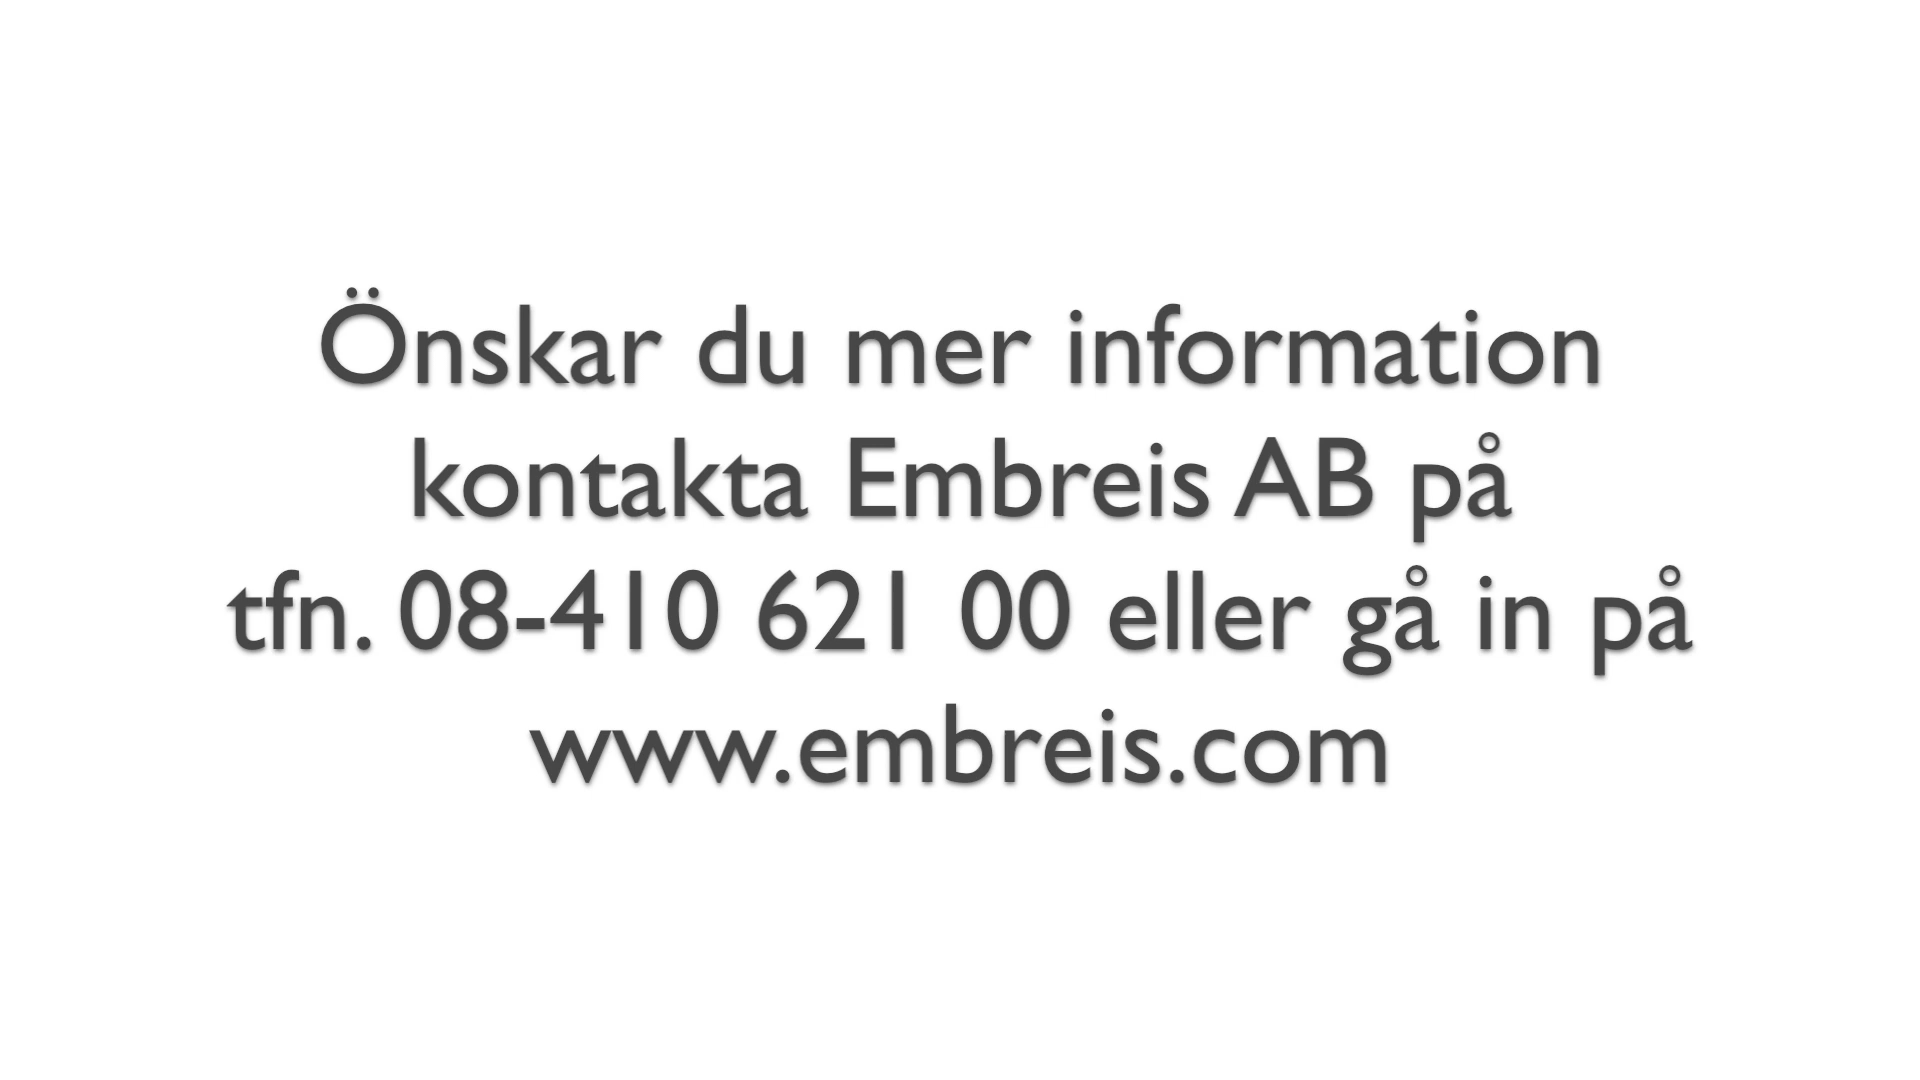 Önskar du mer information
kontakta Embreis AB på
tfn. 08-410 621 00 eller gå in på
www.embreis.com